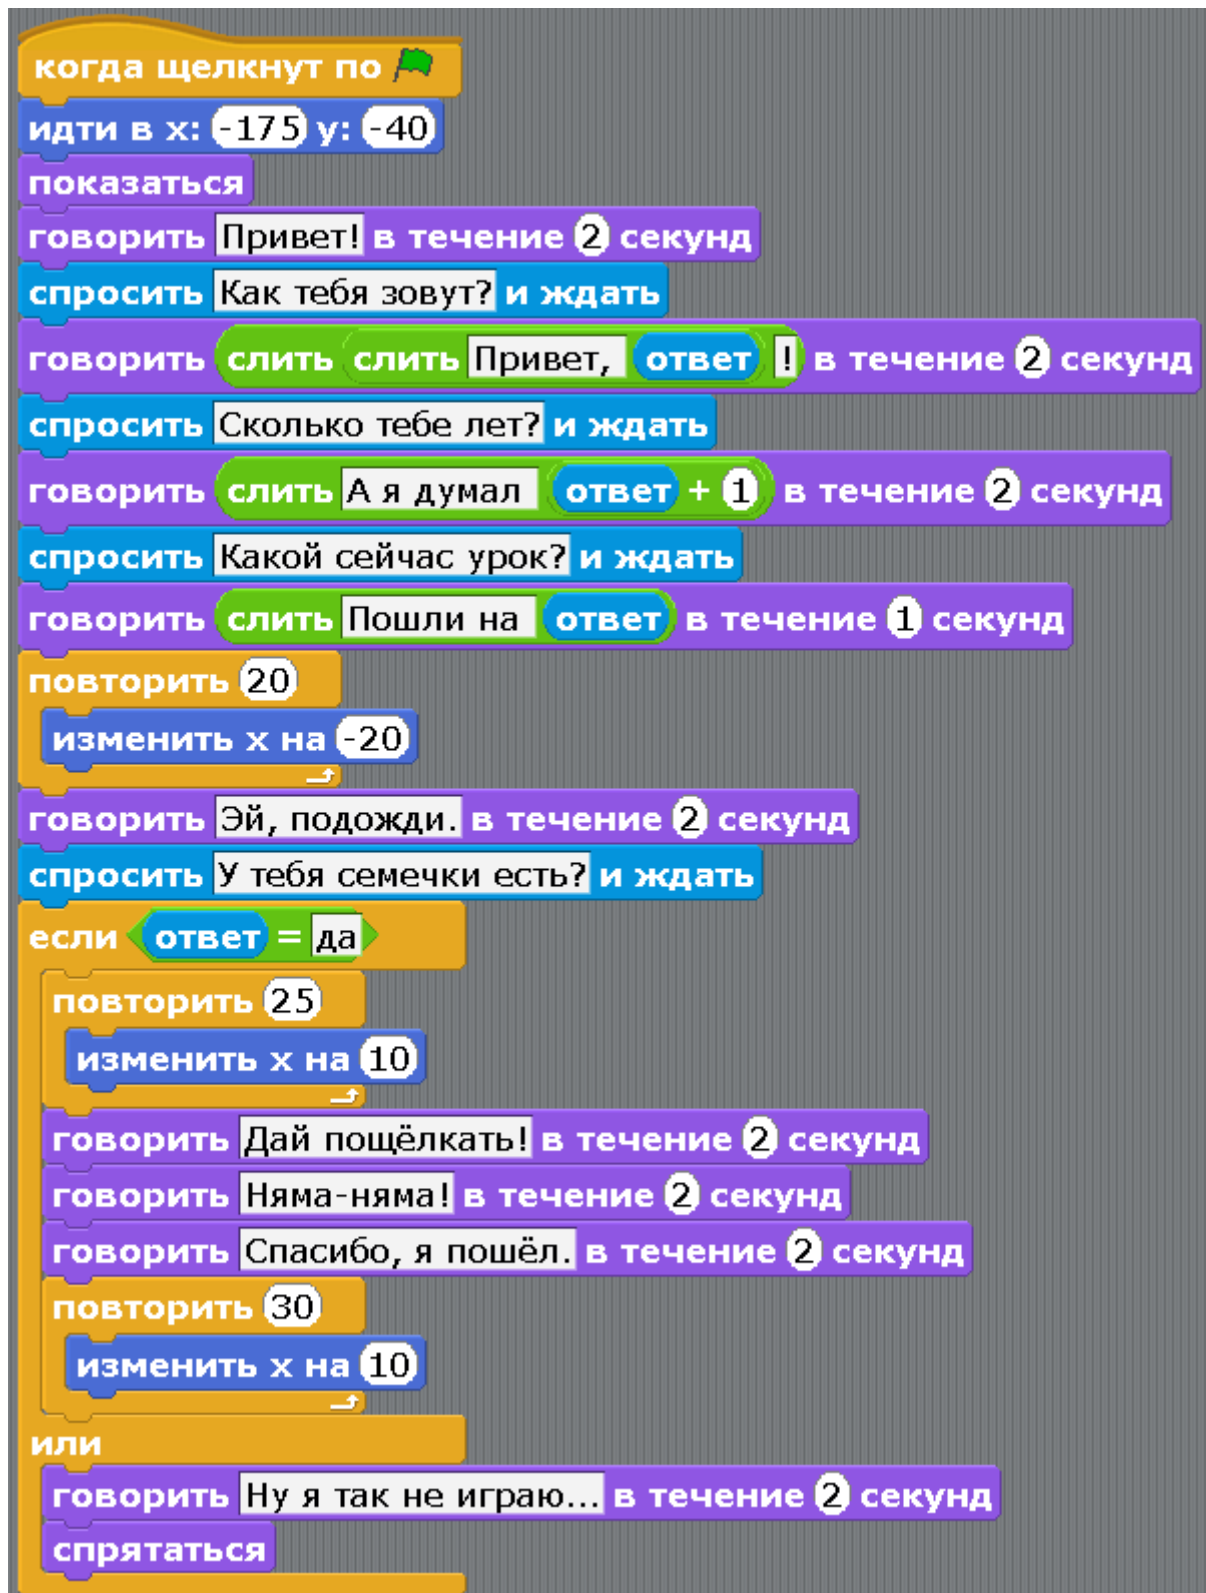 когда щелкнут по
идти в x: -175 y: -40
показаться
говорить Привет! в течение 2 секунд
спросить Как тебя зовут? и ждать
говорить слить слить Привет, ответ ! в течение 2 секунд
спросить Сколько тебе лет? и ждать
говорить слить А я думал ответ + 1 в течение 2 секунд
спросить Какой сейчас урок? и ждать
говорить слить Пошли на ответ в течение 1 секунд
повторить 20
изменить х на -20
говорить Эй, подожди. в течение 2 секунд
спросить У тебя семечки есть? и ждать
если ответ = да
повторить 25
изменить х на 10
говорить Дай пощёлкать! в течение 2 секунд
говорить Няма-няма! в течение 2 секунд
говорить Спасибо, я пошёл. в течение 2 секунд
повторить 30
изменить х на 10
или
говорить Ну я так не играю... в течение 2 секунд
спрятаться